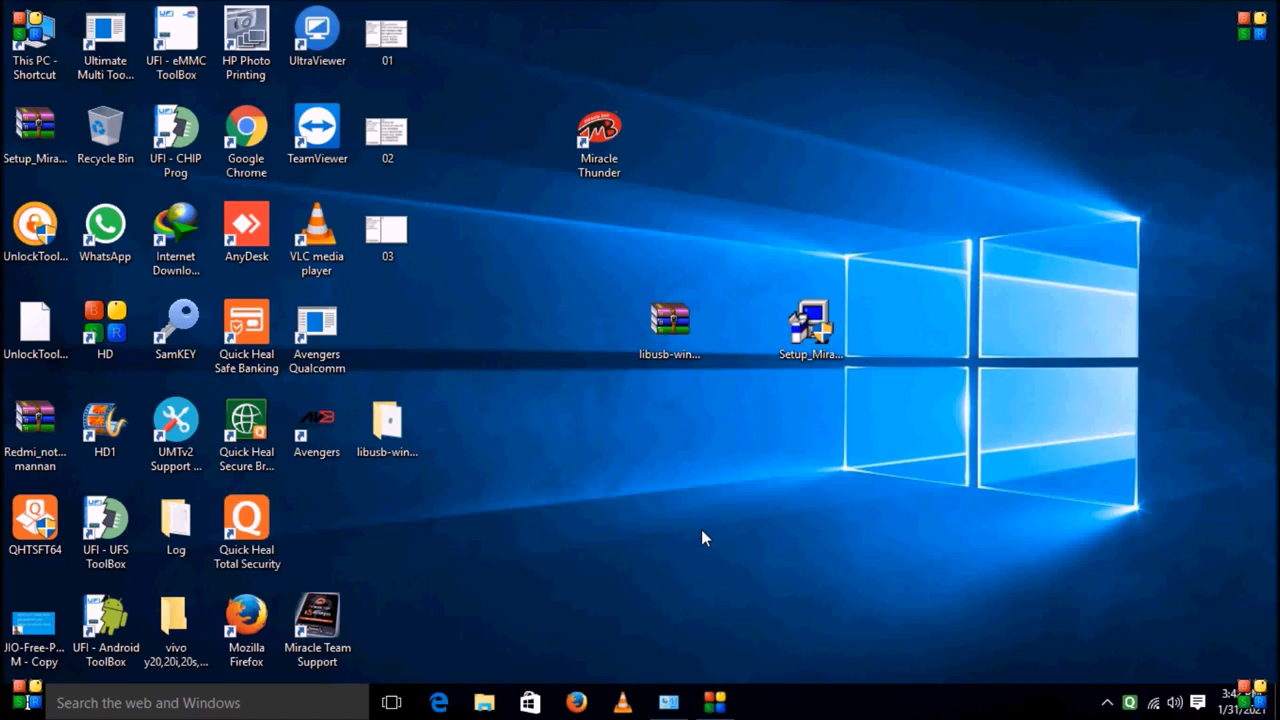 This PC -
Shortcut
Ultimate
Multi Too...
UFI - eMMC
ToolBox
HP Photo
Printing
UltraViewer
01
Setup_Mira...
Recycle Bin
UFI - CHIP
Prog
Google
Chrome
TeamViewer
02
Miracle
Thunder
UnlockTool...
WhatsApp
Internet
Downlo...
AnyDesk
VLC media
player
03
UnlockTool...
HD
SamKEY
Quick Heal
Safe Banking
Avengers
Qualcomm
libusb-win...
Setup_Mira...
Redmi_not...
mannan
HD1
UMTv2
Support ...
Quick Heal
Secure Br...
Avengers
libusb-win...
QHTSFT64
UFI - UFS
ToolBox
Log
Quick Heal
Total Security
JIO-Free-P...
M - Copy
UFI - Android
ToolBox
vivo
y20,20i,20s,...
Mozilla
Firefox
Miracle Team
Support
Search the web and Windows
1/31/2021